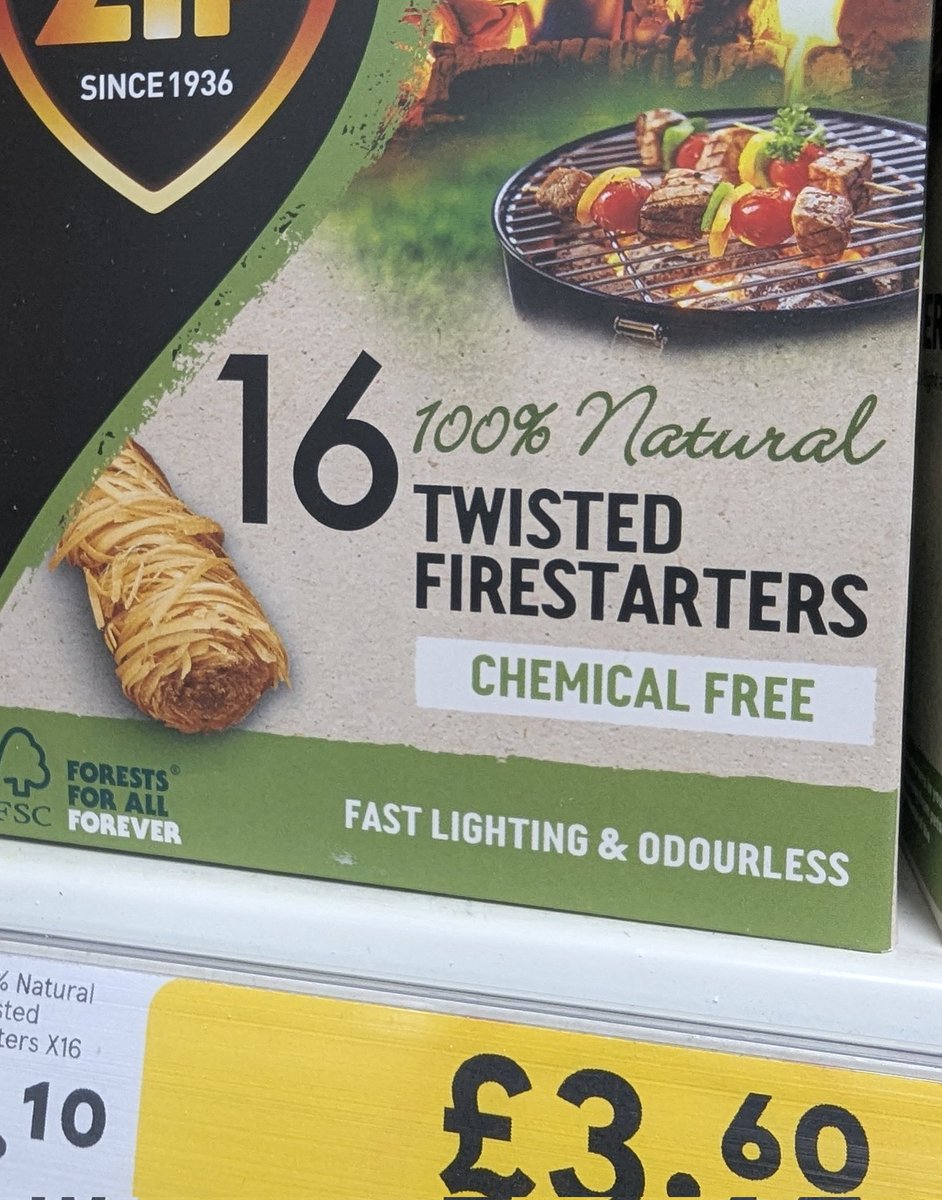 ZIP
SINCE 1936
16
100% Natural
TWISTED
FIRESTARTERS
CHEMICAL FREE
FSC
FORESTS®
FOR ALL
FOREVER
FAST LIGHTING & ODOURLESS
% Natural
sted
ters X16
.10
£3.60